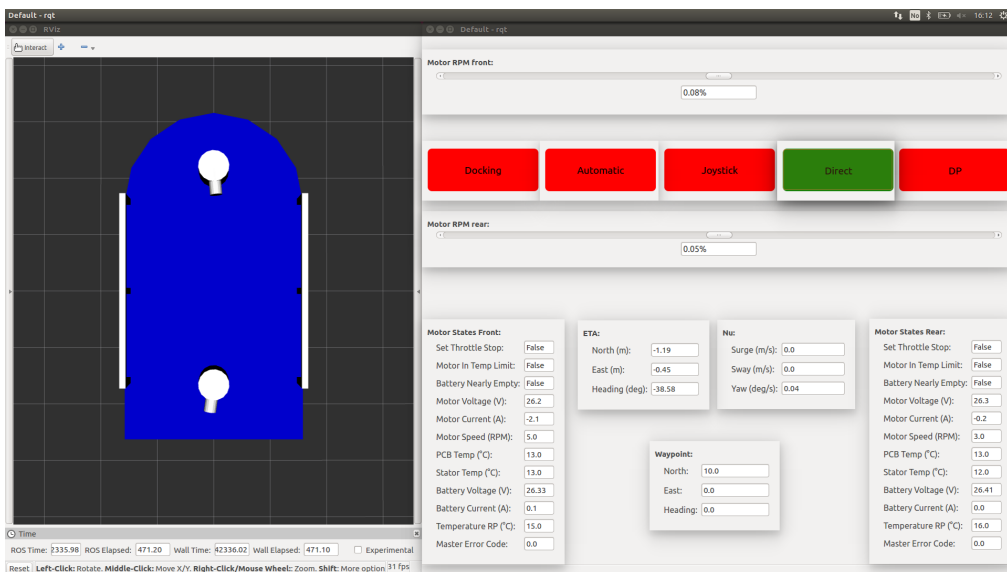 Default - rqt
No
16:12
RViz
Default - rqt
Interact
Motor RPM front:
0.08%
Docking
Automatic
Joystick
Direct
DP
Motor RPM rear:
0.05%
Motor States Front:
Set Throttle Stop: False
Motor In Temp Limit: False
Battery Nearly Empty: False
Motor Voltage (V): 26.2
Motor Current (A): -2.1
Motor Speed (RPM): 5.0
PCB Temp (°C): 13.0
Stator Temp (°C): 13.0
Battery Voltage (V): 26.33
Battery Current (A): 0.1
Temperature RP (°C): 15.0
Master Error Code: 0.0
ETA:
North (m): -1.19
East (m): -0.45
Heading (deg): -38.58
Nu:
Surge (m/s): 0.0
Sway (m/s): 0.0
Yaw (deg/s): 0.04
Waypoint:
North: 10.0
East: 0.0
Heading: 0.0
Motor States Rear:
Set Throttle Stop: False
Motor In Temp Limit: False
Battery Nearly Empty: False
Motor Voltage (V): 26.3
Motor Current (A): -0.2
Motor Speed (RPM): 3.0
PCB Temp (°C): 13.0
Stator Temp (°C): 12.0
Battery Voltage (V): 26.41
Battery Current (A): 0.0
Temperature RP (°C): 16.0
Master Error Code: 0.0
Time
ROS Time: 2335.98 ROS Elapsed: 471.20 Wall Time: 42336.02 Wall Elapsed: 471.10 Experimental
Reset Left-Click: Rotate. Middle-Click: Move X/Y. Right-Click/Mouse Wheel: Zoom. Shift: More option 31 fps